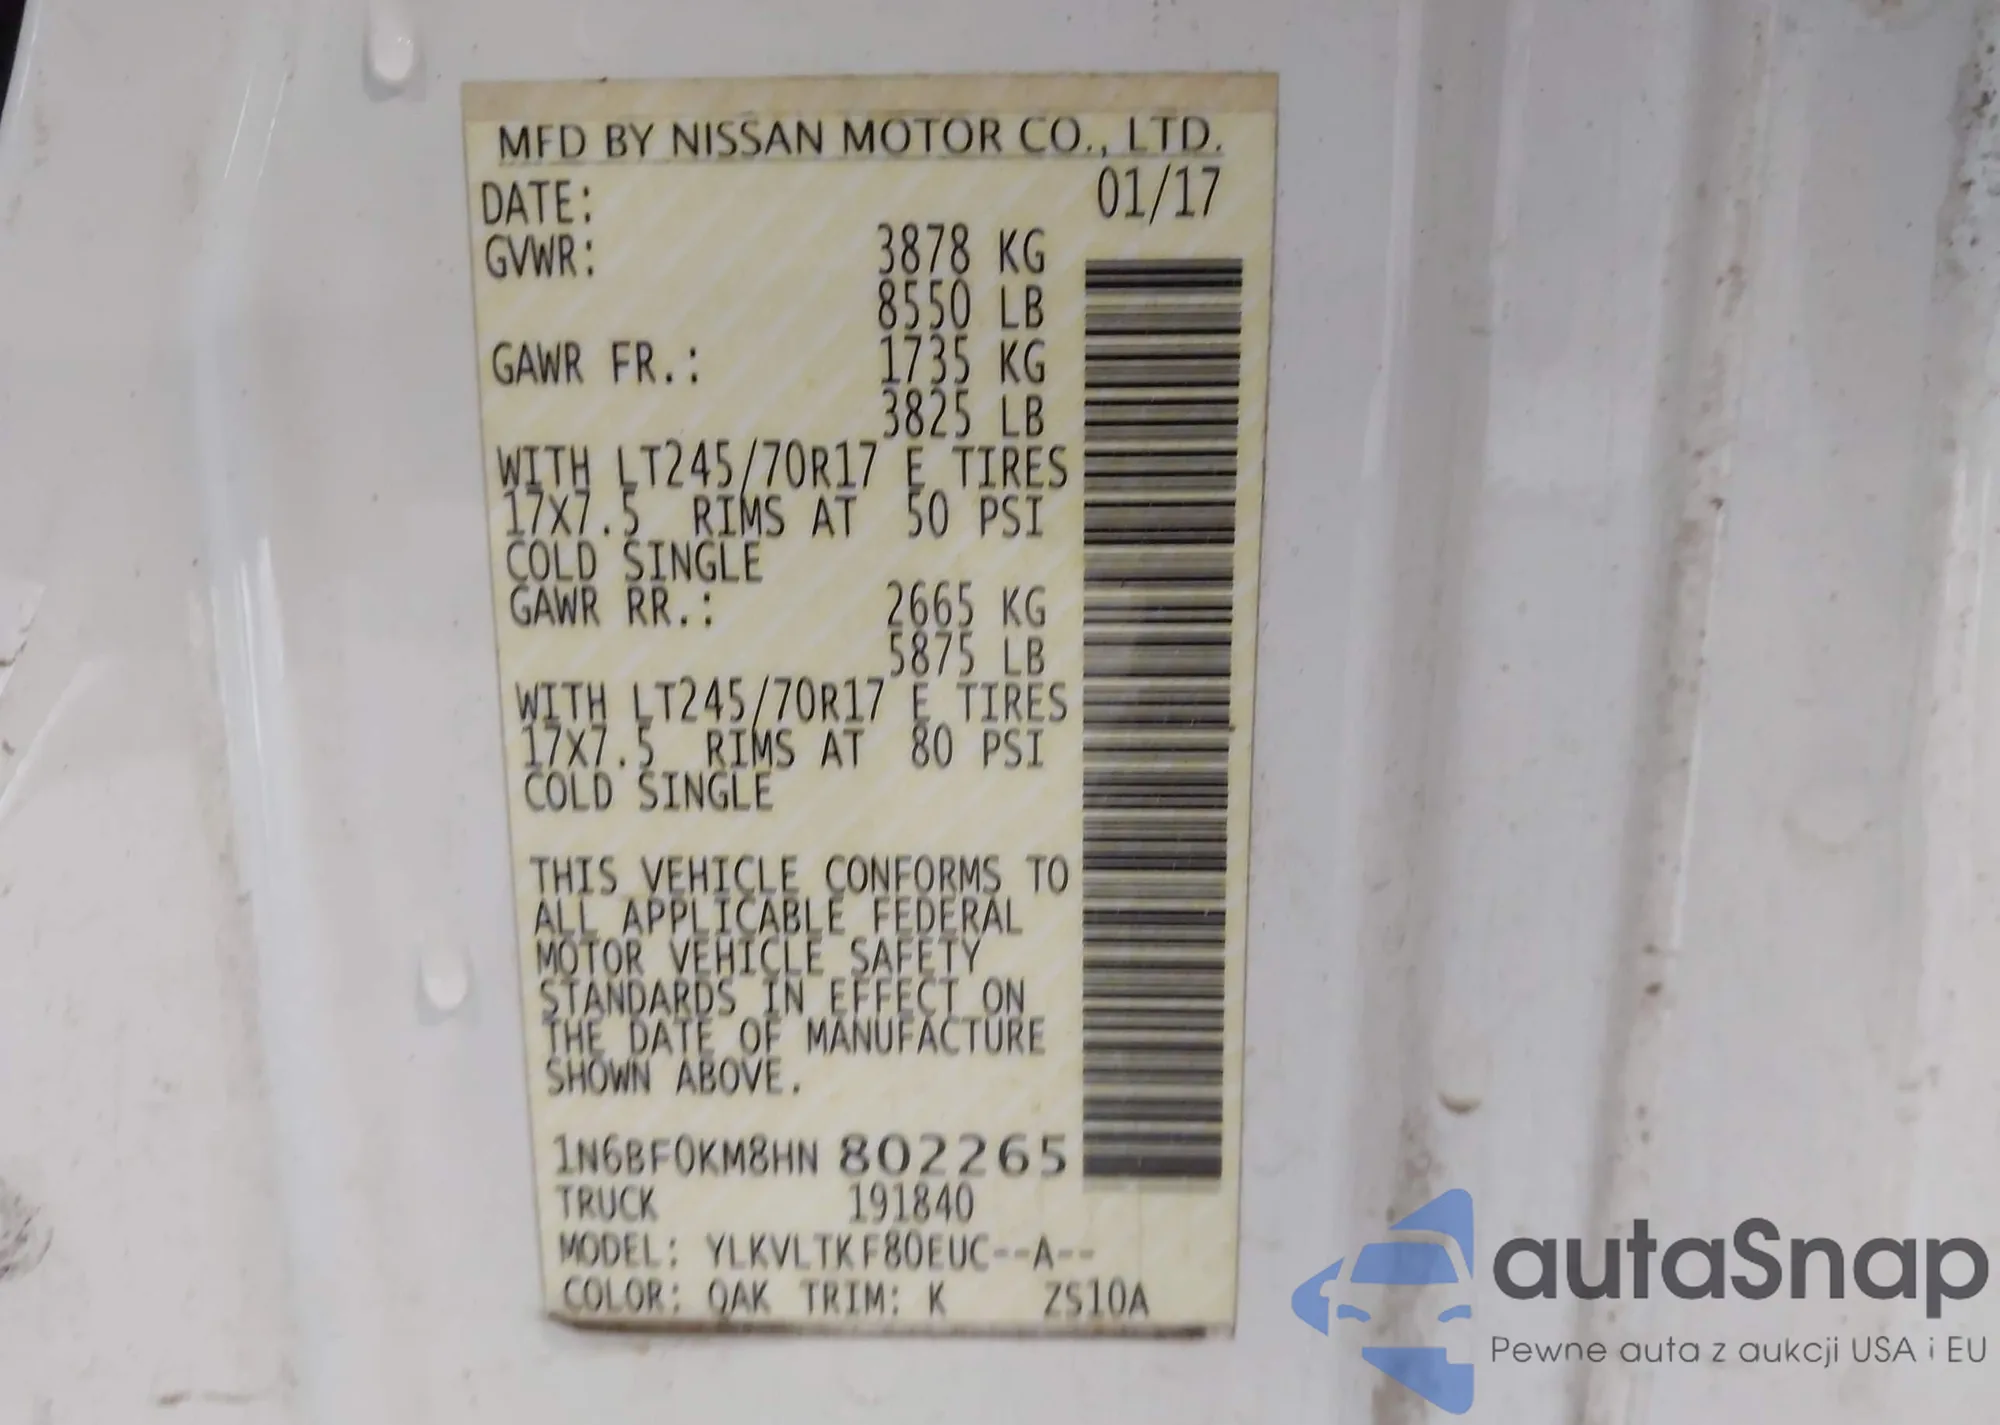 MFD BY NISSAN MOTOR CO., LTD.
DATE: 01/17
GVWR: 3878 KG
8550 LB
GAWR FR.: 1735 KG
3825 LB
WITH LT245/70R17 E TIRES
17X7.5 RIMS AT 50 PSI
COLD SINGLE
GAWR RR.: 2665 KG
5875 LB
WITH LT245/70R17 E TIRES
17X7.5 RIMS AT 80 PSI
COLD SINGLE
THIS VEHICLE CONFORMS TO
ALL APPLICABLE FEDERAL
MOTOR VEHICLE SAFETY
STANDARDS IN EFFECT ON
THE DATE OF MANUFACTURE
SHOWN ABOVE.
1N6BF0KM8HN 802265
TRUCK 191840
MODEL: YLKVLTKF80EUC--A--
COLOR: QAK TRIM: K ZS10A
autaSnap
Pewne auta z aukcji USA i EU